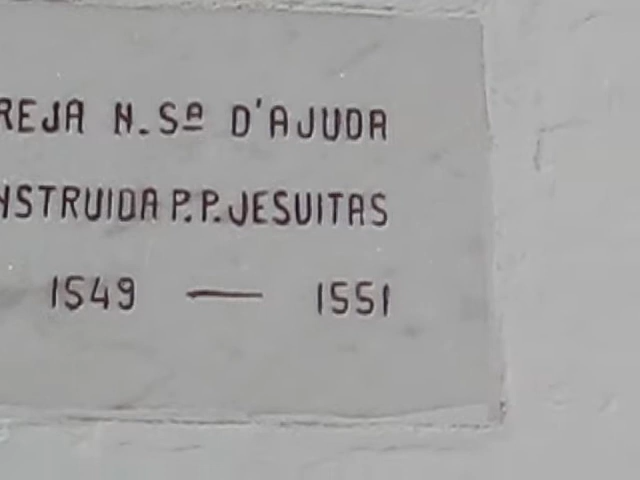 REJA N. Sª D'AJUDA
NSTRUIDA P.P. JESUITAS
1549 — 1551